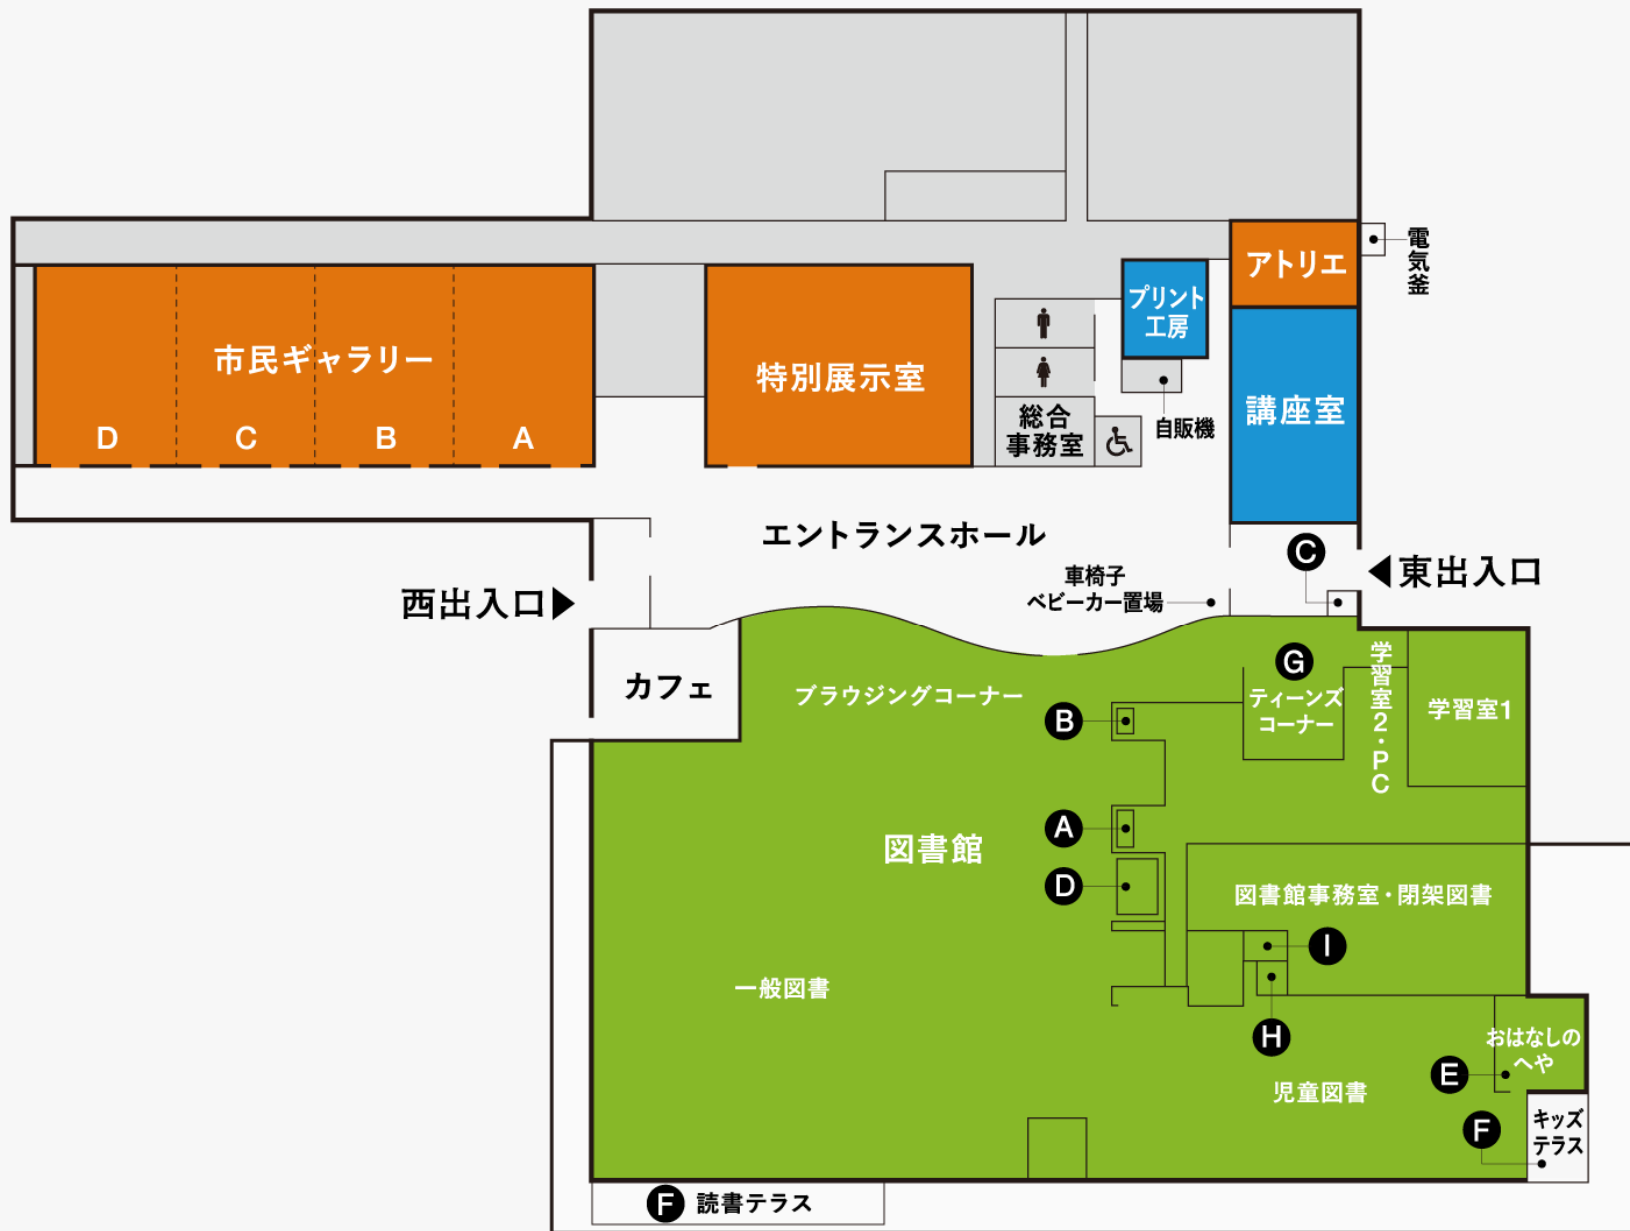 電気釜
アトリエ
プリント
工房
市民ギャラリー
D
C
B
A
特別展示室
総合
事務室
自販機
講座室
エントランスホール
C
東出入口
車椅子
ベビーカー置場
西出入口
カフェ
ブラウジングコーナー
G
ティーンズ
コーナー
学習室2・PC
学習室1
B
A
図書館
D
図書館事務室・閉架図書
I
一般図書
H
おはなしの
へや
E
児童図書
F
キッズ
テラス
F 読書テラス